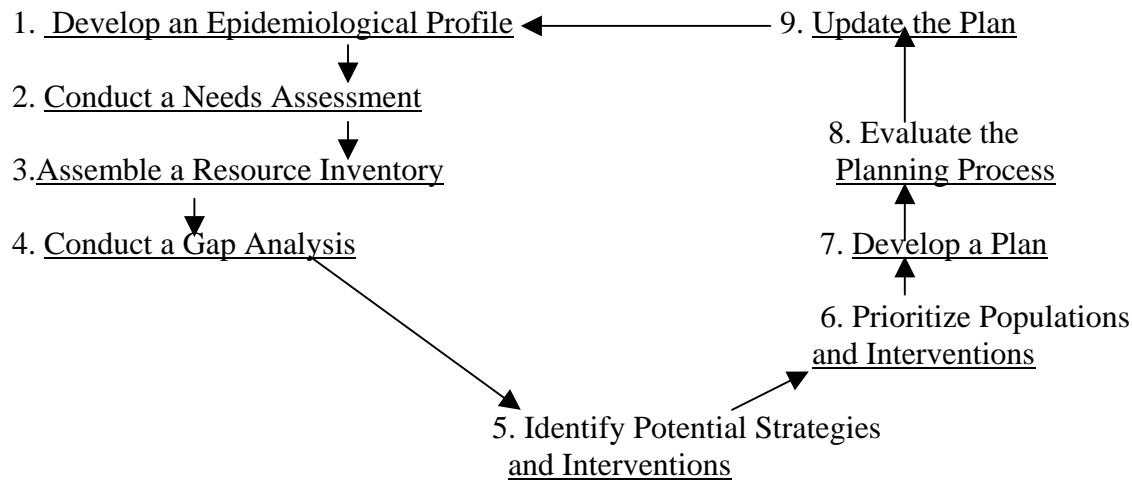 1. Develop an Epidemiological Profile
2. Conduct a Needs Assessment
3.Assemble a Resource Inventory
4. Conduct a Gap Analysis
5. Identify Potential Strategies
and Interventions
6. Prioritize Populations
and Interventions
7. Develop a Plan
8. Evaluate the
Planning Process
9. Update the Plan